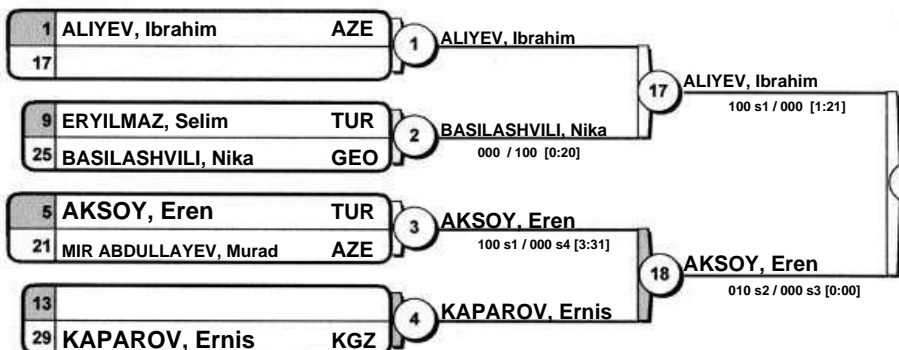 1 ALIYEV, Ibrahim AZE
17
1
ALIYEV, Ibrahim
9 ERYILMAZ, Selim TUR
25 BASILASHVILI, Nika GEO
2
BASILASHVILI, Nika
000 / 100 [0:20]
17
ALIYEV, Ibrahim
100 s1 / 000 [1:21]
5 AKSOY, Eren TUR
21 MIR ABDULLAYEV, Murad AZE
3
AKSOY, Eren
100 s1 / 000 s4 [3:31]
13
29 KAPAROV, Ernis KGZ
4
KAPAROV, Ernis
18
AKSOY, Eren
010 s2 / 000 s3 [0:00]